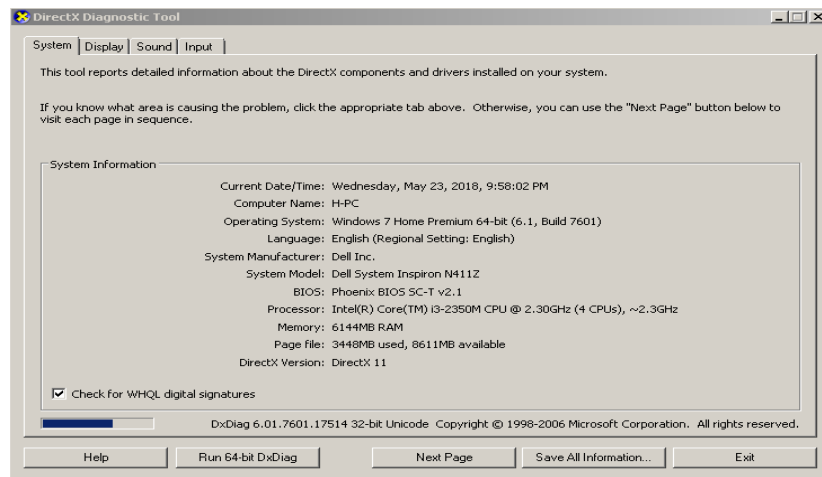 DirectX Diagnostic Tool
System Display Sound Input
This tool reports detailed information about the DirectX components and drivers installed on your system.
If you know what area is causing the problem, click the appropriate tab above. Otherwise, you can use the "Next Page" button below to
visit each page in sequence.
System Information
Current Date/Time: Wednesday, May 23, 2018, 9:58:02 PM
Computer Name: H-PC
Operating System: Windows 7 Home Premium 64-bit (6.1, Build 7601)
Language: English (Regional Setting: English)
System Manufacturer: Dell Inc.
System Model: Dell System Inspiron N411Z
BIOS: Phoenix BIOS SC-T v2.1
Processor: Intel(R) Core(TM) i3-2350M CPU @ 2.30GHz (4 CPUs), ~2.3GHz
Memory: 6144MB RAM
Page file: 3448MB used, 8611MB available
DirectX Version: DirectX 11
Check for WHQL digital signatures
DxDiag 6.01.7601.17514 32-bit Unicode Copyright © 1998-2006 Microsoft Corporation. All rights reserved.
Help Run 64-bit DxDiag Next Page Save All Information... Exit